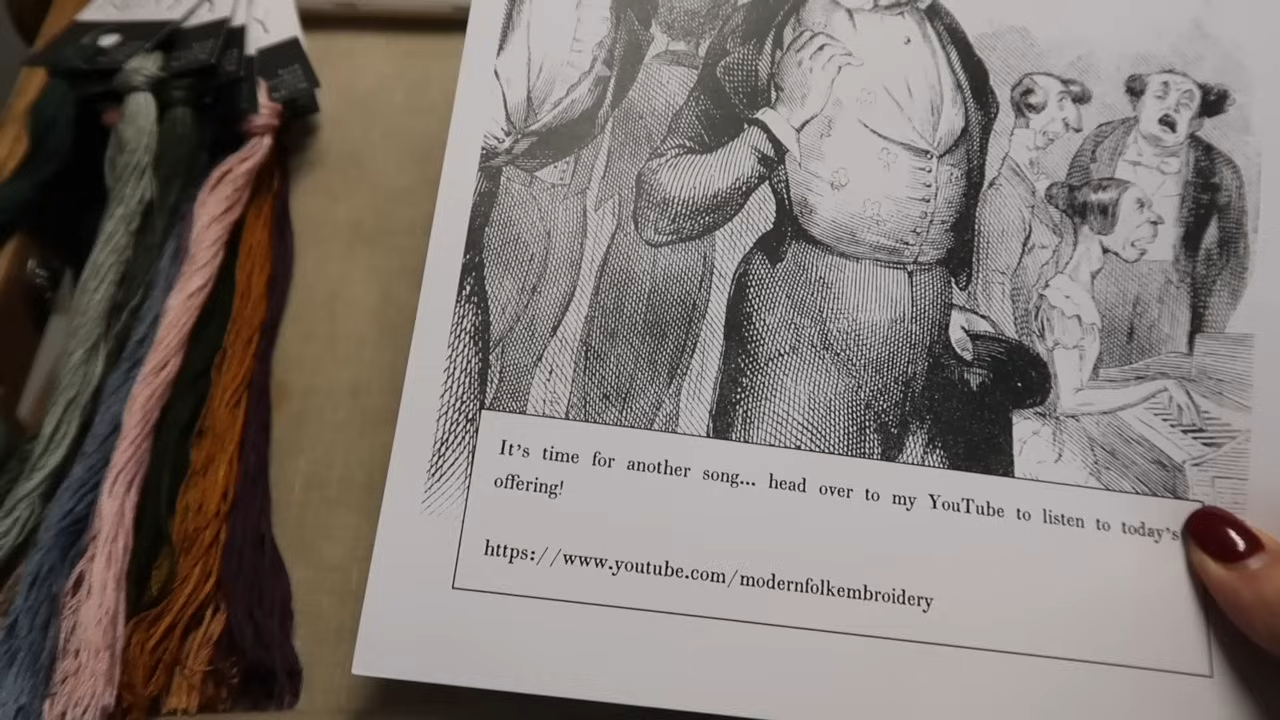 It's time for another song... head over to my YouTube to listen to today's
offering!
https://www.youtube.com/modernfolkembroidery